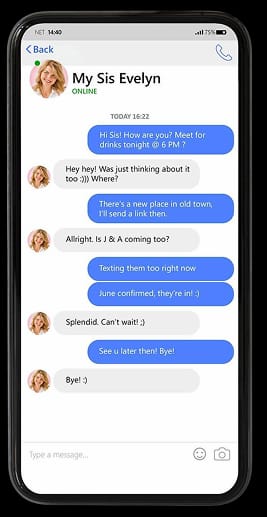 NET 14:40
75%
Back
My Sis Evelyn
ONLINE
TODAY 16:22
Hi Sis! How are you? Meet for
drinks tonight @ 6 PM ?
Hey hey! Was just thinking about it
too :))) Where?
There's a new place in old town,
I'll send a link then.
Allright. Is J & A coming too?
Texting them too right now
June confirmed, they're in! :)
Splendid. Can't wait! ;)
See u later then! Bye!
Bye! :)
Type a message...